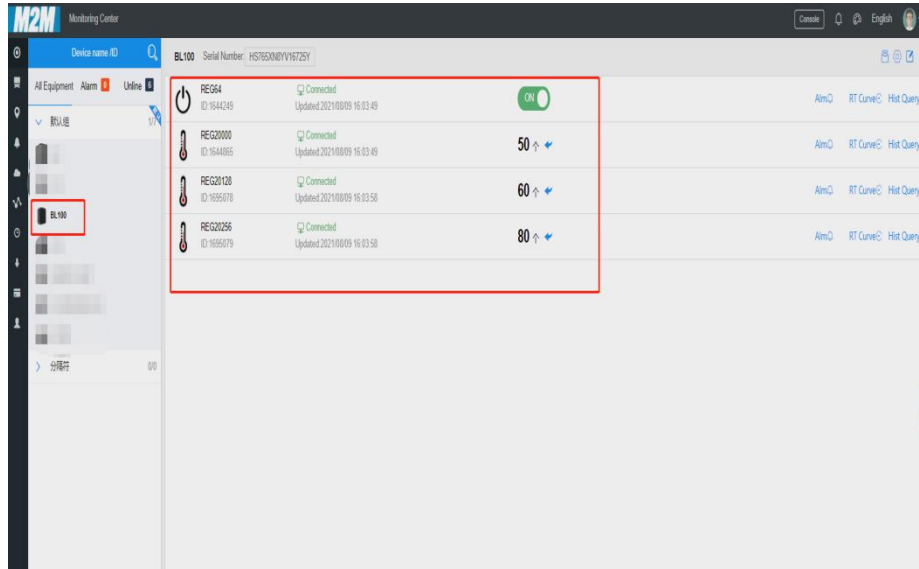 M2M Monitoring Center
Console English
Device name /ID
All Equipment Alarm 0 Unline 6
默认组 1/7
BL100
分隔符 0/0
BL100 Serial Number: HS765XN8YV16725Y
REG64 Connected ON Alm RT Curve Hist Query
ID:1644249 Updated:2021/08/09 16:03:49
REG20000 Connected 50 Alm RT Curve Hist Query
ID:1644865 Updated:2021/08/09 16:03:49
REG20128 Connected 60 Alm RT Curve Hist Query
ID:1695078 Updated:2021/08/09 16:03:58
REG20256 Connected 80 Alm RT Curve Hist Query
ID:1695079 Updated:2021/08/09 16:03:58